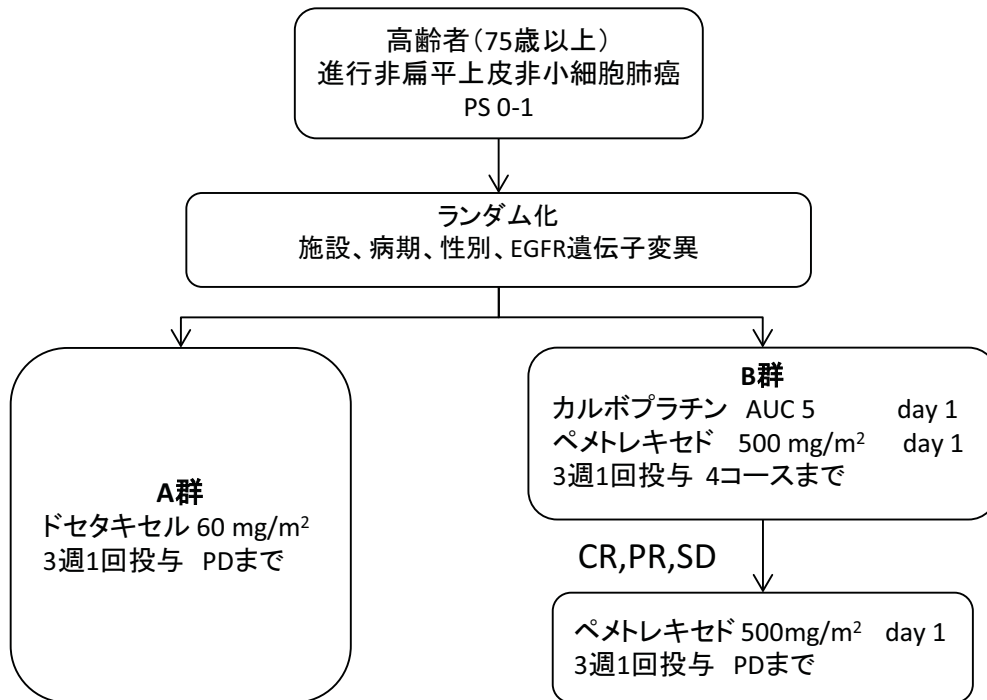 高齢者(75歳以上)
進行非扁平上皮非小細胞肺癌
PS 0-1
ランダム化
施設、病期、性別、EGFR遺伝子変異
A群
ドセタキセル 60 mg/m²
3週1回投与 PDまで
B群
カルボプラチン AUC 5 day 1
ペメトレキセド 500 mg/m² day 1
3週1回投与 4コースまで
CR,PR,SD
ペメトレキセド 500mg/m² day 1
3週1回投与 PDまで